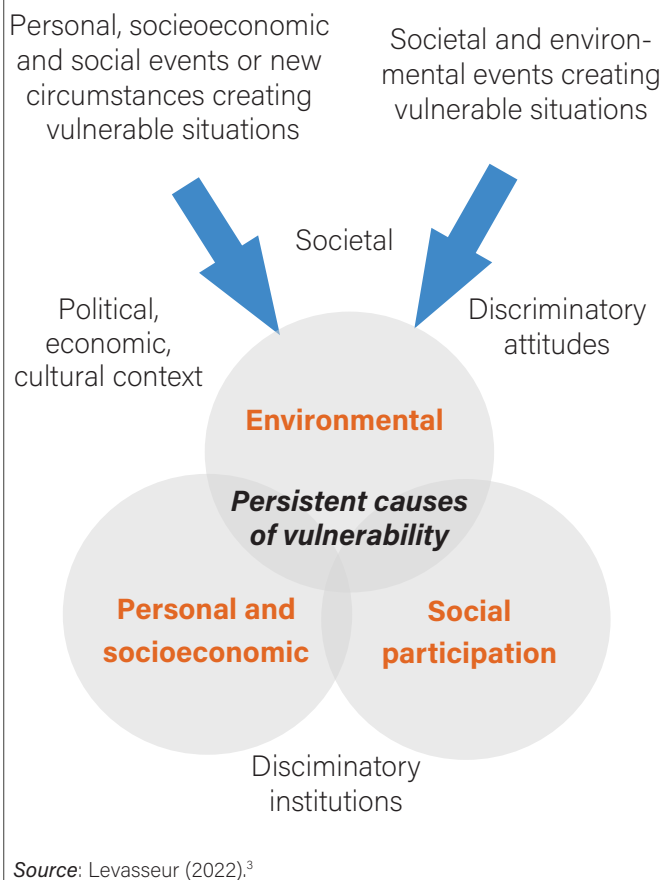 Personal, socieoeconomic
and social events or new
circumstances creating
vulnerable situations
Societal and environ-
mental events creating
vulnerable situations
Societal
Political,
economic,
cultural context
Discriminatory
attitudes
Environmental
Persistent causes
of vulnerability
Personal and
socioeconomic
Social
participation
Disciminatory
institutions
Source: Levasseur (2022).³